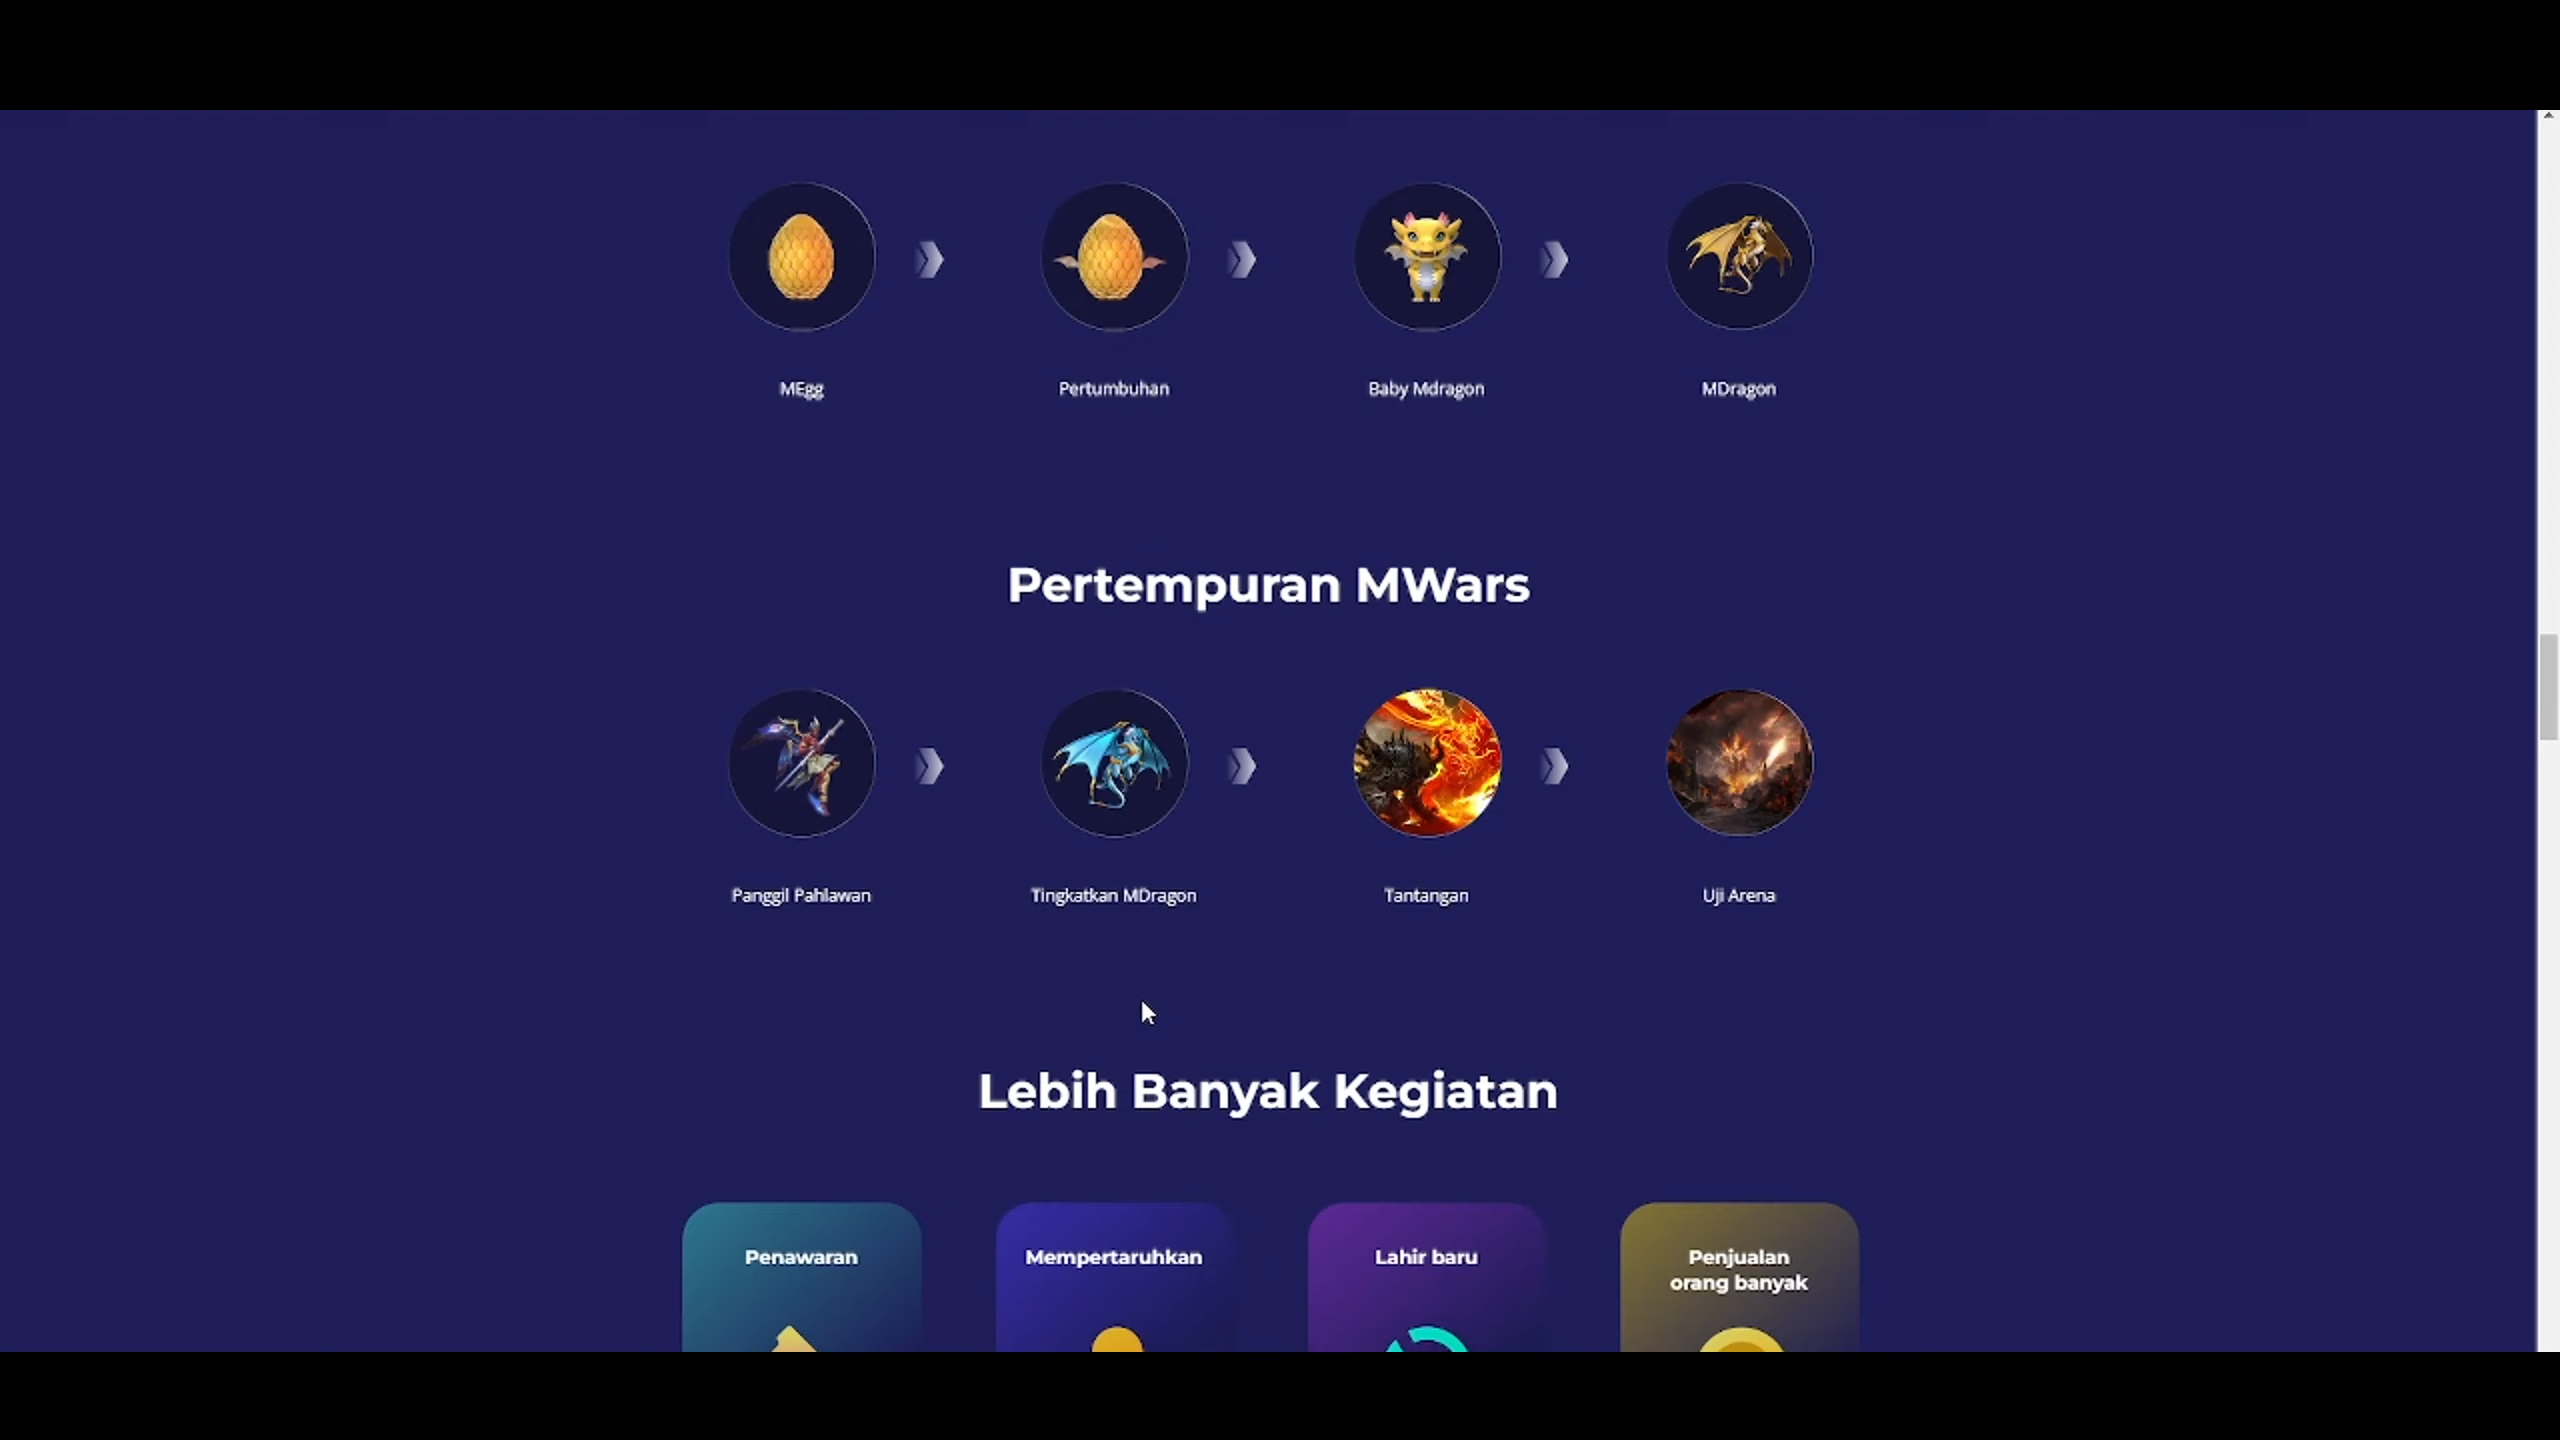 MEgg
Pertumbuhan
Baby Mdragon
MDragon
Pertempuran MWars
Panggil Pahlawan
Tingkatkan MDragon
Tantangan
Uji Arena
Lebih Banyak Kegiatan
Penawaran
Mempertaruhkan
Lahir baru
Penjualan
orang banyak